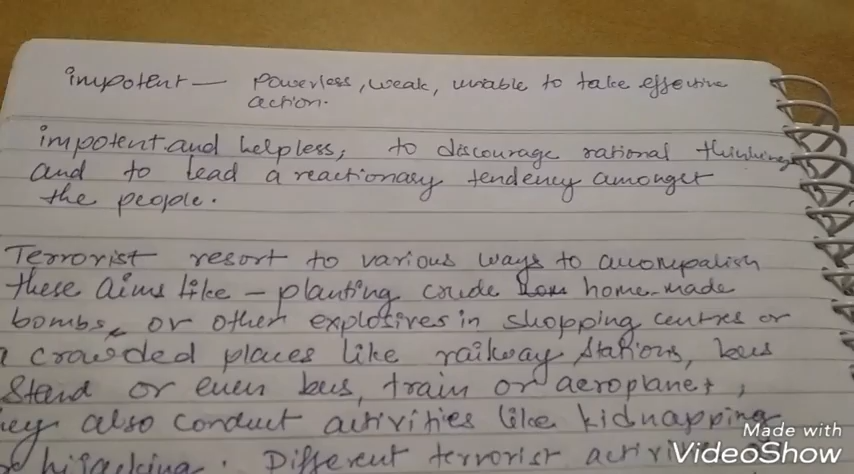 impotent — powerless, weak, unable to take effective
action.
impotent and helpless; to discourage rational thinking
and to lead a reactionary tendency amongst
the people.
Terrorist resort to various ways to accompalish
these aims like – planting crude home-made
bombs, or other explosives in shopping centres or
crowded places like railway stations, bus
stand or even bus, train or aeroplanes,
also conduct activities like kidnapping
hijacking. Different terrorist
Made with
VideoShow